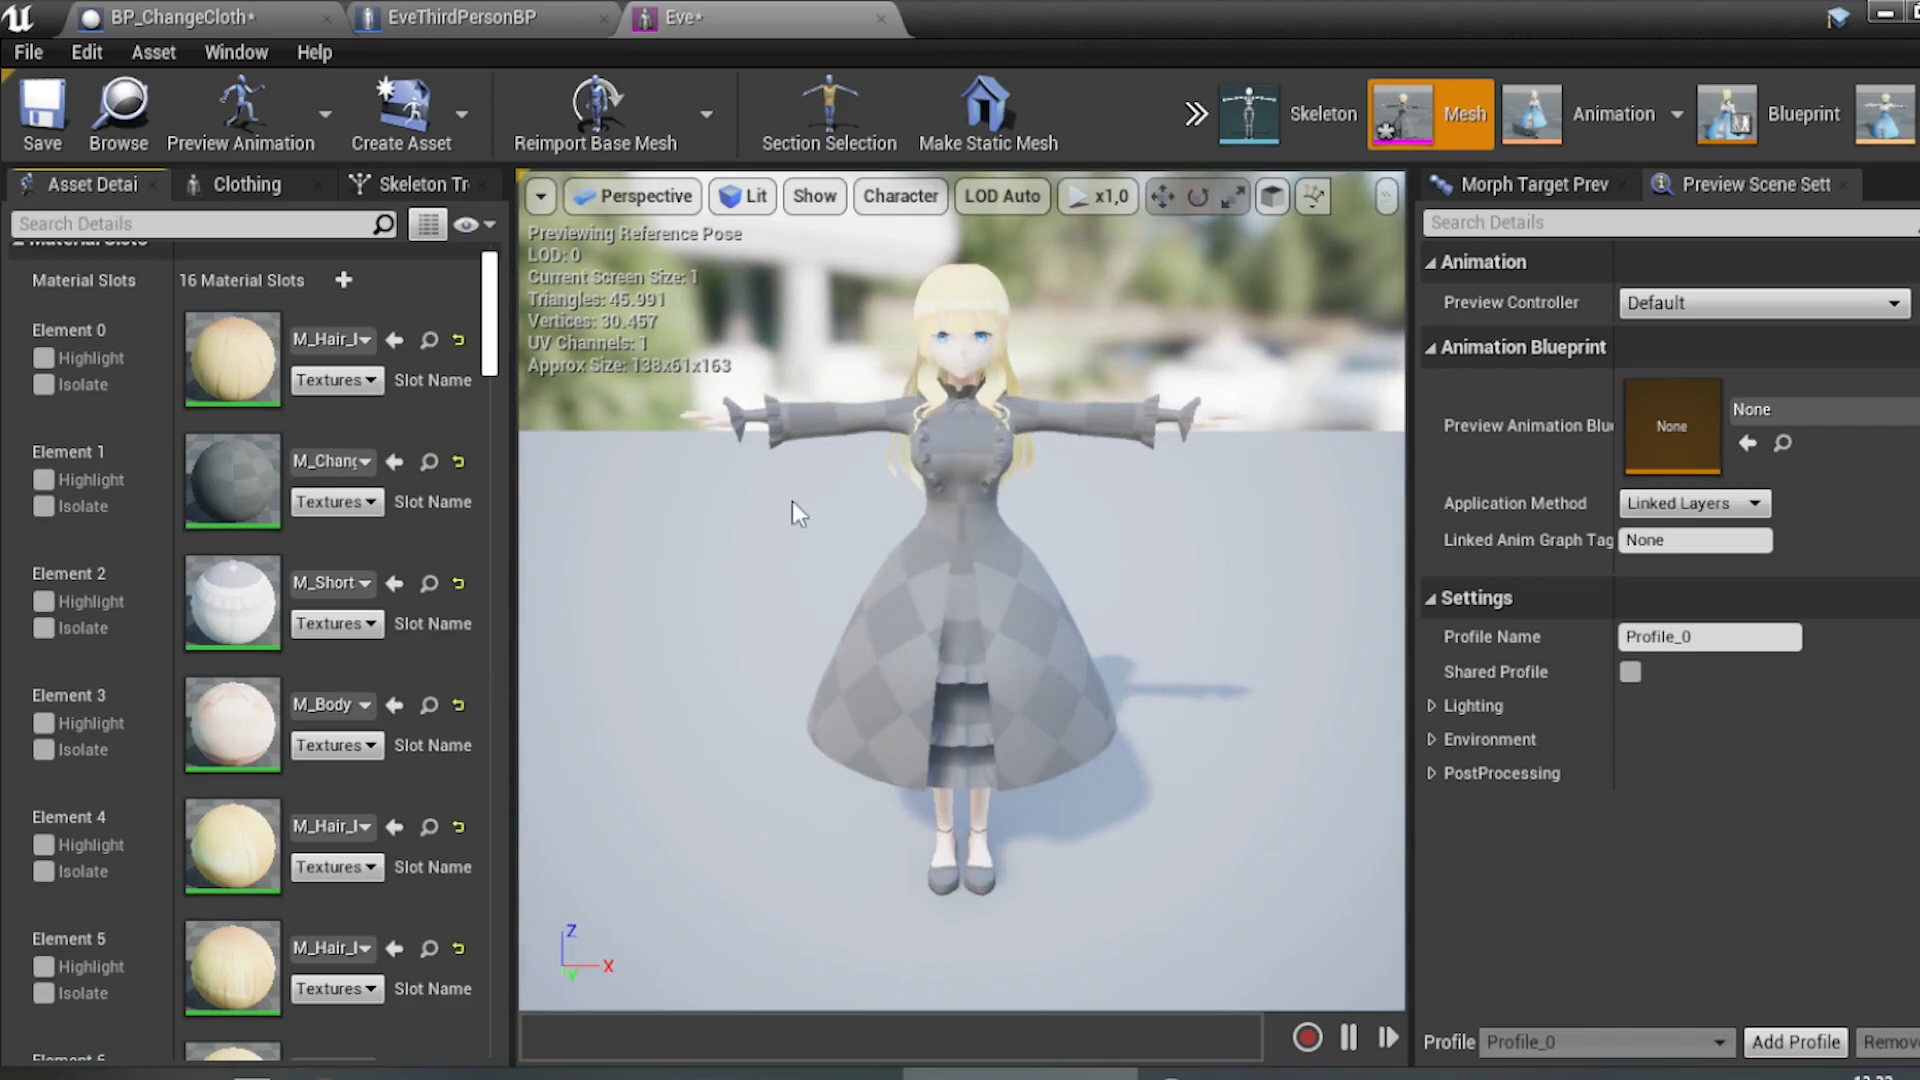 BP_ChangeCloth*
EveThirdPersonBP
Eve*
File Edit Asset Window Help
Save
Browse
Preview Animation
Create Asset
Reimport Base Mesh
Section Selection
Make Static Mesh
Skeleton
Mesh
Animation
Blueprint
Asset Detai
Clothing
Skeleton Tr
Search Details
Material Slots
Material Slots 16 Material Slots
Element 0
Highlight
Isolate
M_Hair_
Textures Slot Name
Element 1
Highlight
Isolate
M_Chang
Textures Slot Name
Element 2
Highlight
Isolate
M_Short
Textures Slot Name
Element 3
Highlight
Isolate
M_Body
Textures Slot Name
Element 4
Highlight
Isolate
M_Hair_
Textures Slot Name
Element 5
Highlight
Isolate
M_Hair_
Textures Slot Name
Element 6
Perspective Lit Show Character LOD Auto x1,0
Previewing Reference Pose
LOD: 0
Current Screen Size: 1
Triangles: 45.991
Vertices: 30.457
UV Channels: 1
Approx Size: 138x61x163
Z
X
Y
Morph Target Prev
Preview Scene Sett
Search Details
Animation
Preview Controller Default
Animation Blueprint
Preview Animation Blu None None
Application Method Linked Layers
Linked Anim Graph Tag None
Settings
Profile Name Profile_0
Shared Profile
Lighting
Environment
PostProcessing
Profile Profile_0 Add Profile Remov